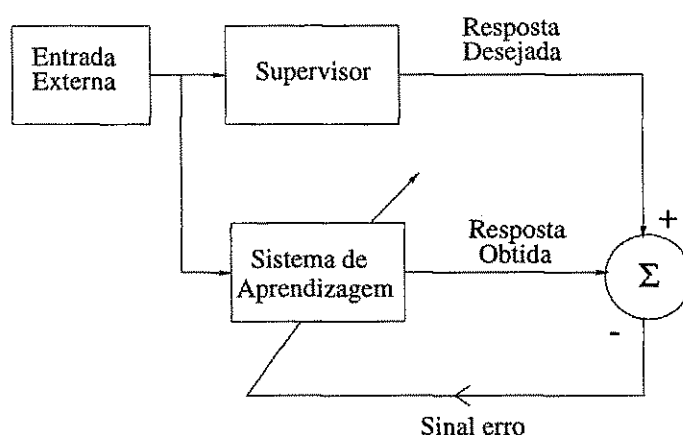 Entrada
Externa
Supervisor
Resposta
Desejada
Sistema de
Aprendizagem
Resposta
Obtida
+
Σ
-
Sinal erro